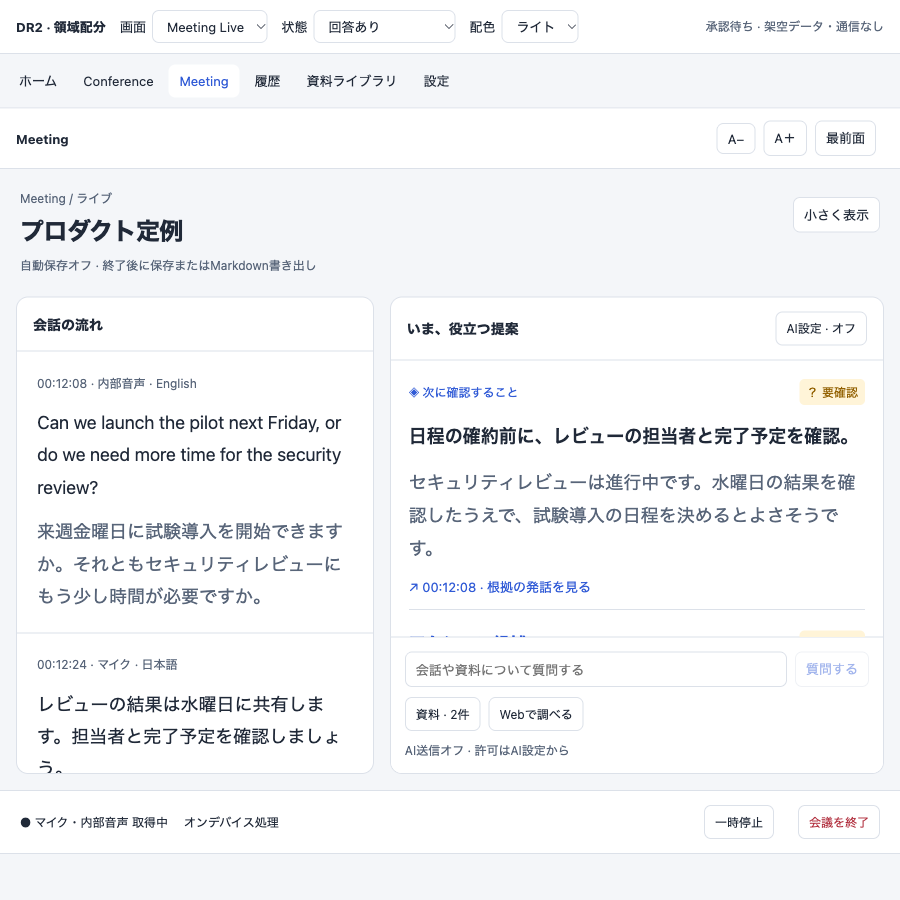 DR2 · 領域配分 画面 Meeting Live 状態 回答あり 配色 ライト 承認待ち・架空データ・通信なし
ホーム Conference Meeting 履歴 資料ライブラリ 設定
Meeting A− A＋ 最前面
Meeting / ライブ
プロダクト定例
小さく表示
自動保存オフ · 終了後に保存またはMarkdown書き出し
会話の流れ
00:12:08 · 内部音声 · English
Can we launch the pilot next Friday, or
do we need more time for the security
review?
来週金曜日に試験導入を開始できます
か。それともセキュリティレビューに
もう少し時間が必要ですか。
00:12:24 · マイク · 日本語
レビューの結果は水曜日に共有しま
す。担当者と完了予定を確認しましょ
う。
いま、役立つ提案 AI設定 · オフ
◈ 次に確認すること ? 要確認
日程の確約前に、レビューの担当者と完了予定を確認。
セキュリティレビューは進行中です。水曜日の結果を確
認したうえで、試験導入の日程を決めるとよさそうで
す。
↗ 00:12:08 · 根拠の発話を見る
会話や資料について質問する 質問する
資料 · 2件 Webで調べる
AI送信オフ · 許可はAI設定から
● マイク・内部音声 取得中 オンデバイス処理 一時停止 会議を終了